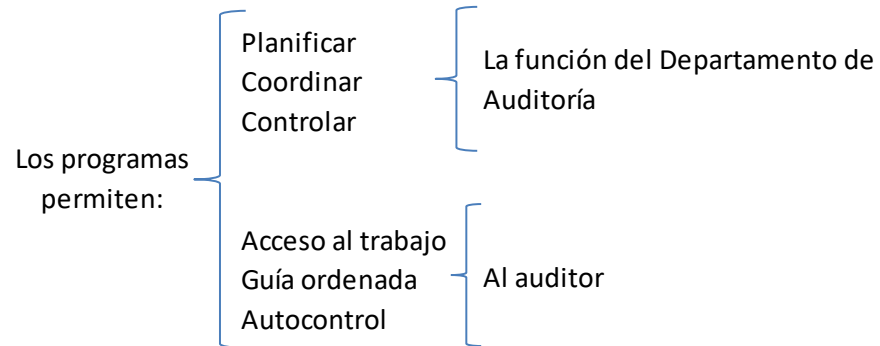 Los programas
permiten:
Planificar
Coordinar
Controlar
La función del Departamento de
Auditoría
Acceso al trabajo
Guía ordenada
Autocontrol
Al auditor